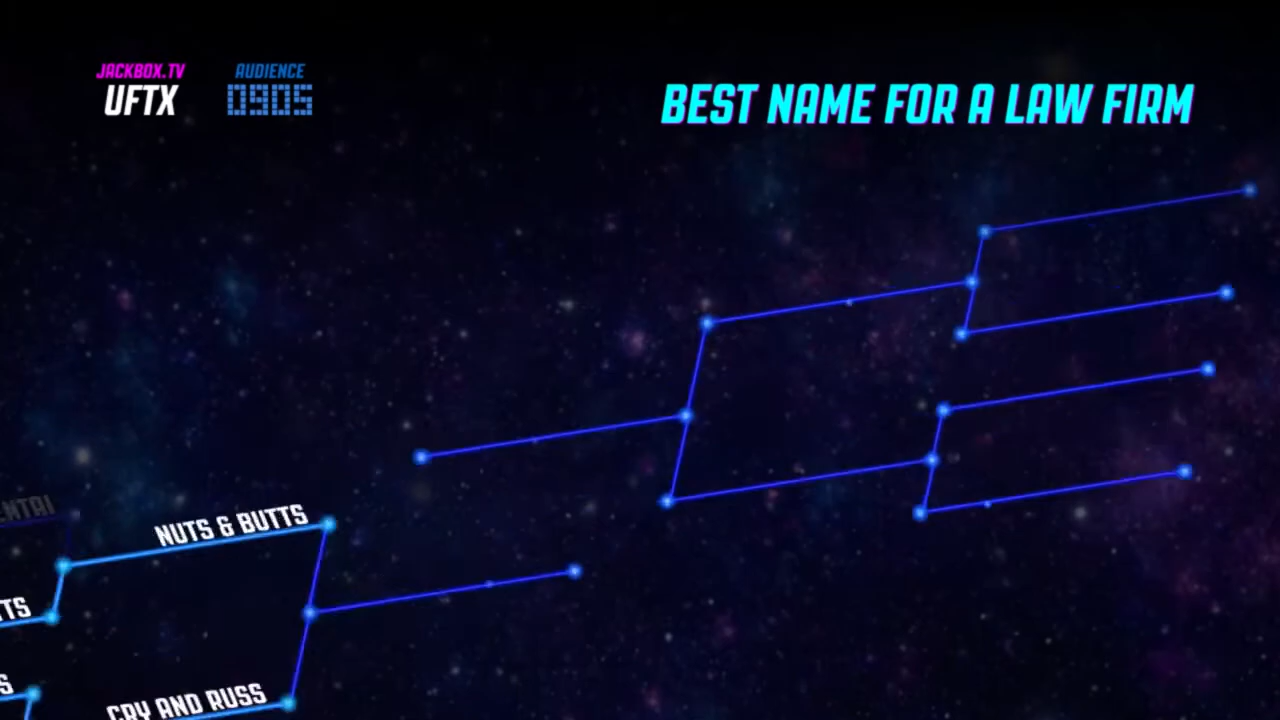 JACKBOX.TV
UFTX
AUDIENCE
0905
BEST NAME FOR A LAW FIRM
NUTS & BUTTS
CRY AND RUSS